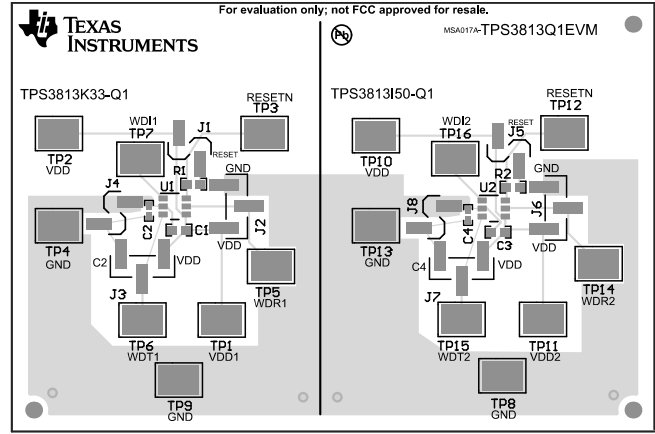 For evaluation only; not FCC approved for resale.
TEXAS
INSTRUMENTS
Pb
MSA017A-TPS3813Q1EVM
TPS3813K33-Q1
RESETN
TP3
WDI1
TP7
J1
RESET
TP2
VDD
R1
GND
J4
U1
C2
C1
J2
TP4
GND
VDD
C2
VDD
TP5
WDR1
J3
TP6
WDT1
TP1
VDD1
TP9
GND
TPS3813I50-Q1
RESETN
TP12
WDI2
TP16
RESET
J5
TP10
VDD
R2
GND
J8
U2
C4
C3
J6
TP13
GND
VDD
C4
VDD
TP14
WDR2
J7
TP15
WDT2
TP11
VDD2
TP8
GND